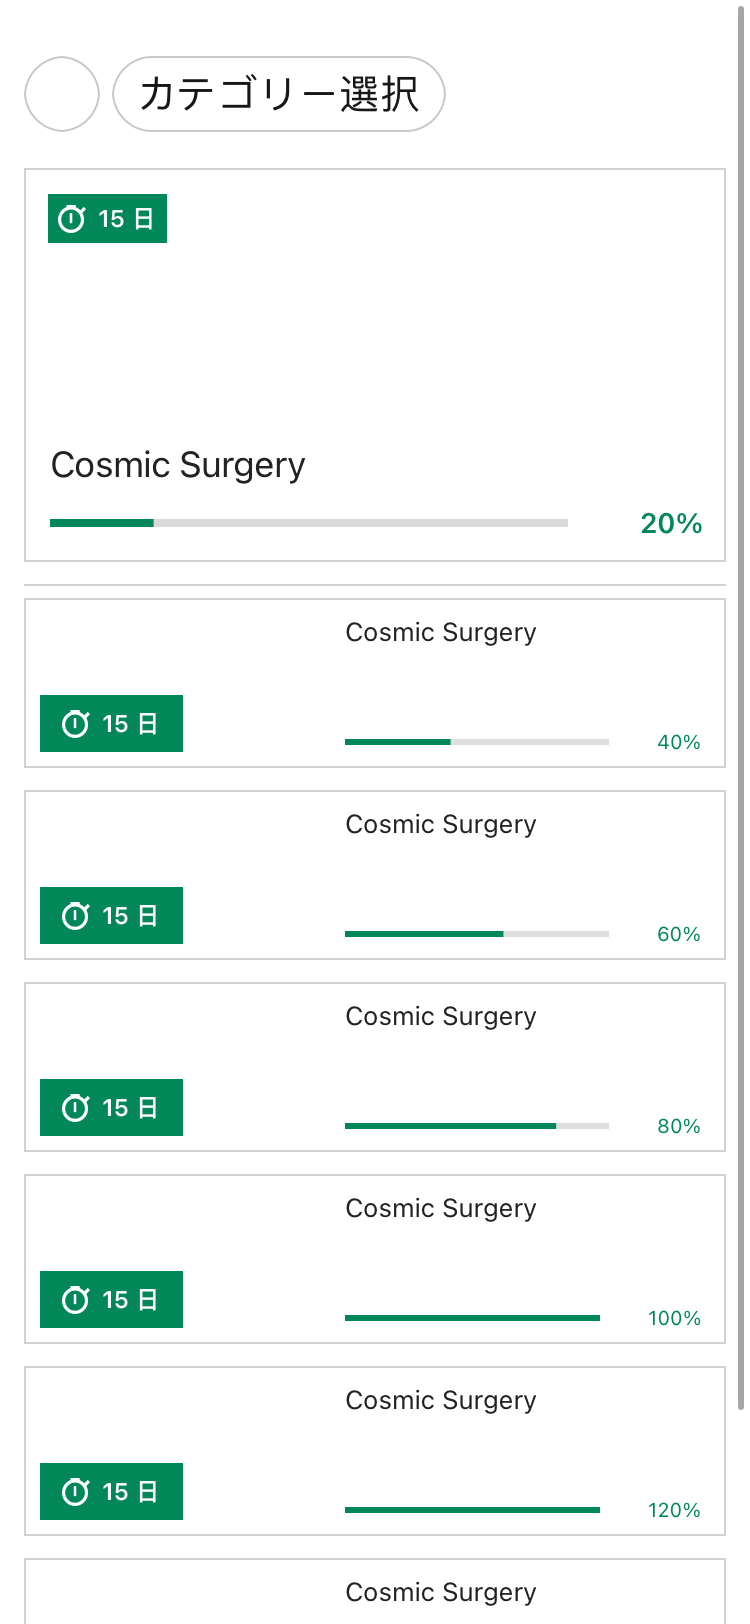 カテゴリー選択
15 日
Cosmic Surgery
20%
Cosmic Surgery
15 日
40%
Cosmic Surgery
15 日
60%
Cosmic Surgery
15 日
80%
Cosmic Surgery
15 日
100%
Cosmic Surgery
15 日
120%
Cosmic Surgery